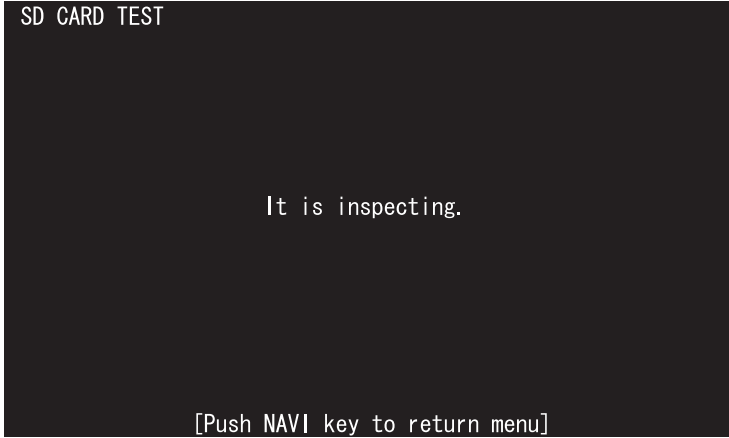 SD CARD TEST
It is inspecting.
[Push NAVI key to return menu]